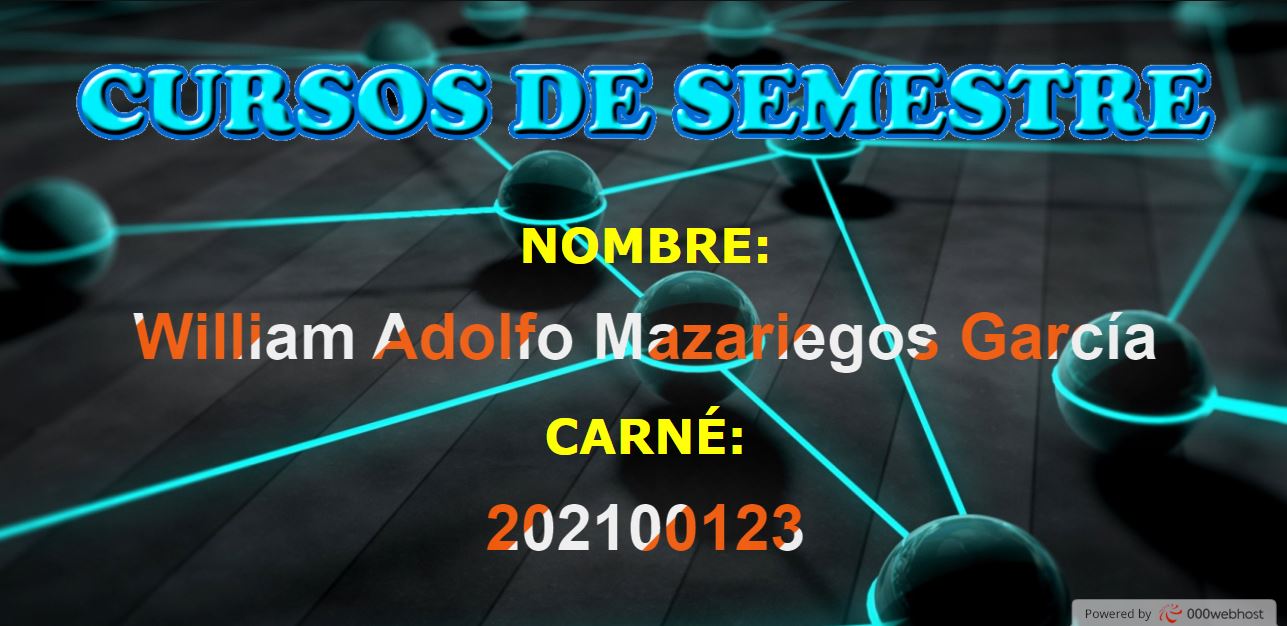 CURSOS DE SEMESTRE
NOMBRE:
William Adolfo Mazariegos García
CARNÉ:
202100123
Powered by 000webhost